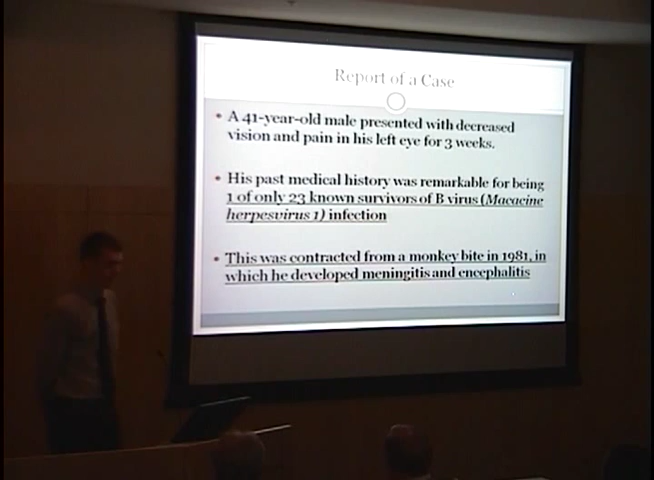 Report of a Case
• A 41-year-old male presented with decreased
vision and pain in his left eye for 3 weeks.
• His past medical history was remarkable for being
1 of only 23 known survivors of B virus (Macacine
herpesvirus 1) infection
• This was contracted from a monkey bite in 1981, in
which he developed meningitis and encephalitis